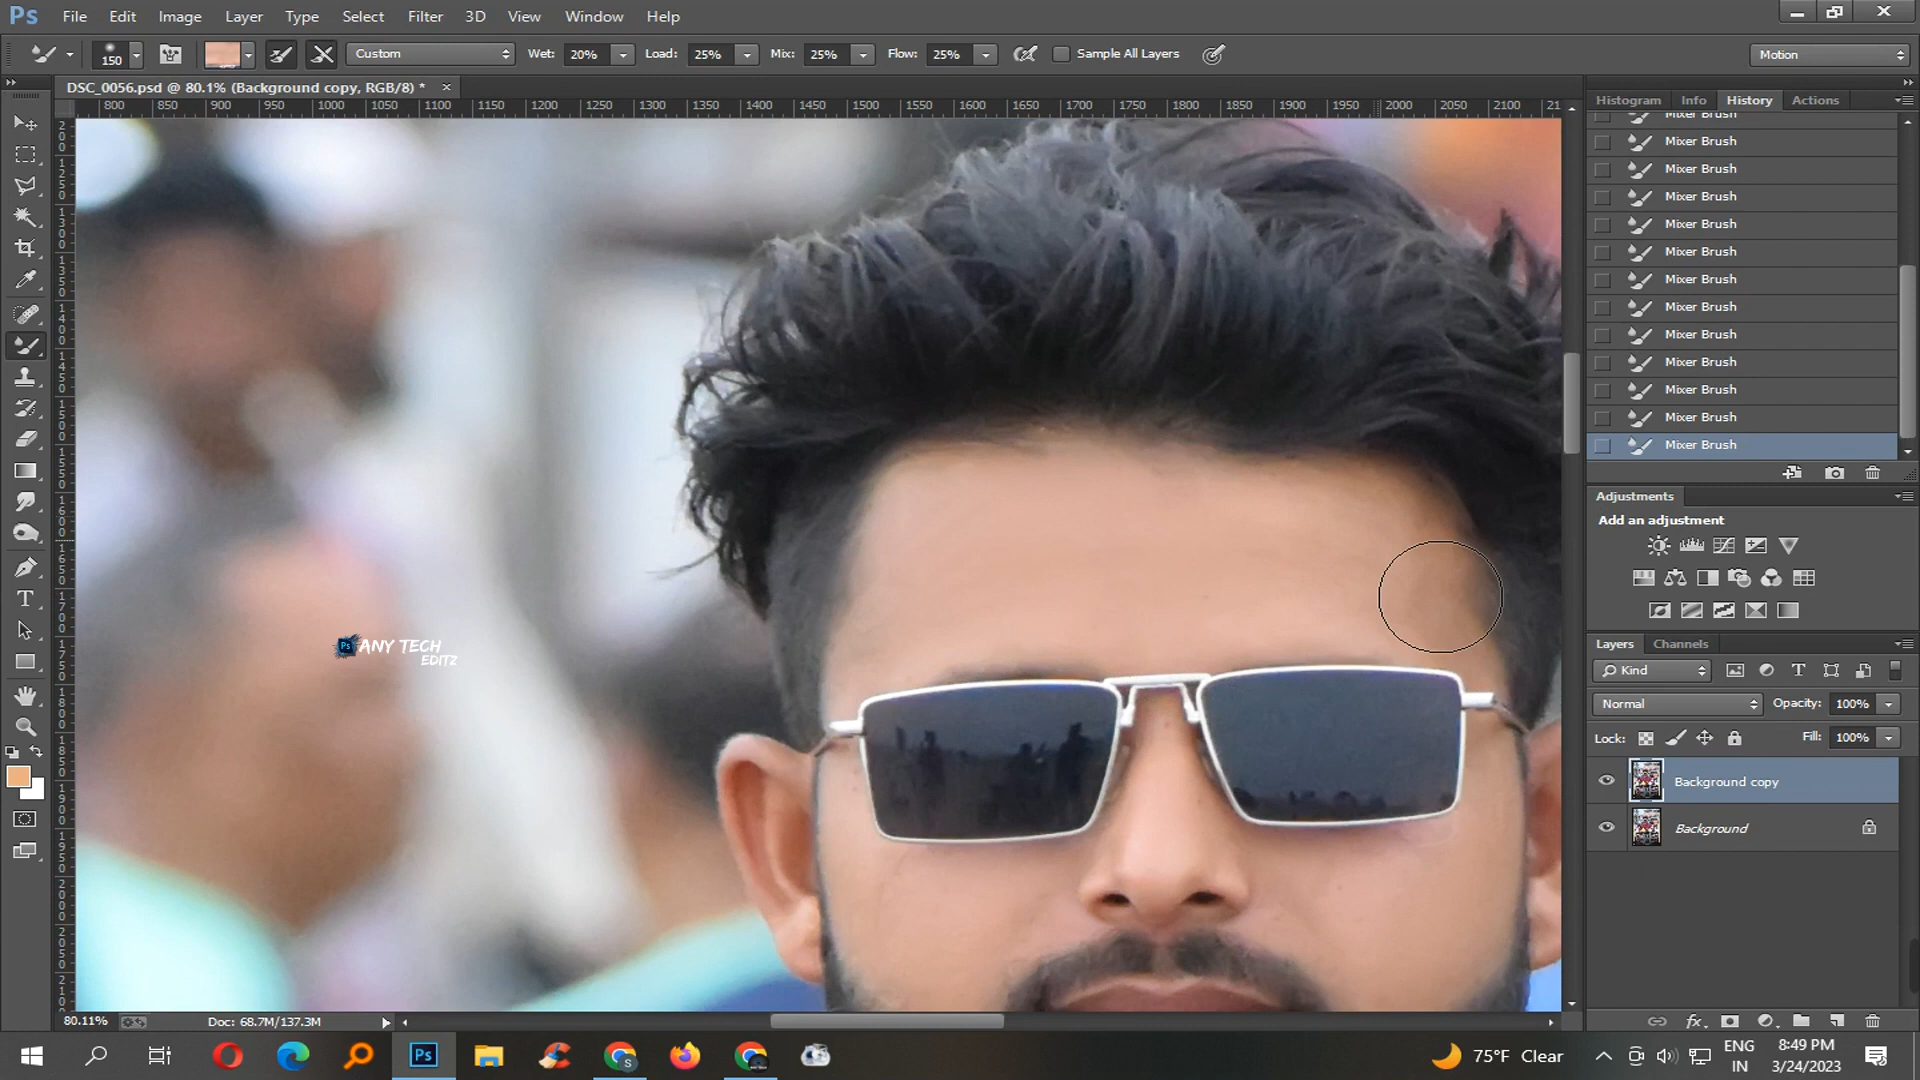 Ps File Edit Image Layer Type Select Filter 3D View Window Help
150 Custom Wet: 20% Load: 25% Mix: 25% Flow: 25% Sample All Layers Motion
DSC_0056.psd @ 80.1% (Background copy, RGB/8) * ×
800 850 900 950 1000 1050 1100 1150 1200 1250 1300 1350 1400 1450 1500 1550 1600 1650 1700 1750 1800 1850 1900 1950 2000 2050 2100 21
Histogram Info History Actions
Mixer Brush
Mixer Brush
Mixer Brush
Mixer Brush
Mixer Brush
Mixer Brush
Mixer Brush
Mixer Brush
Mixer Brush
Mixer Brush
Mixer Brush
Mixer Brush
Mixer Brush
Adjustments
Add an adjustment
Layers Channels
Kind
Normal Opacity: 100%
Lock: Fill: 100%
Background copy
Background
Ps ANY TECH
EDITZ
80.11% Doc: 68.7M/137.3M
Ps S 75°F Clear ENG IN 8:49 PM 3/24/2023